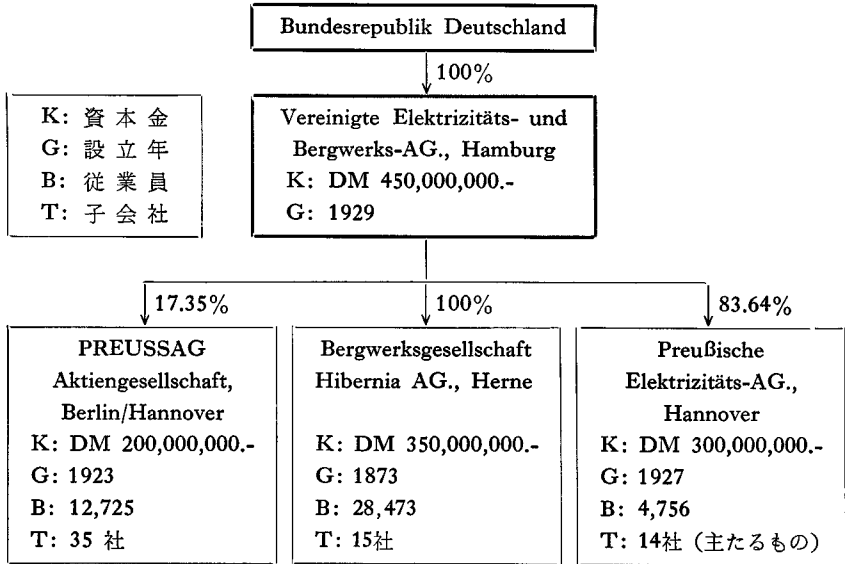 Bundesrepublik Deutschland
100%
K: 資本金
G: 設立年
B: 従業員
T: 子会社
Vereinigte Elektrizitäts- und
Bergwerks-AG., Hamburg
K: DM 450,000,000.-
G: 1929
17.35%
100%
83.64%
PREUSSAG
Aktiengesellschaft,
Berlin/Hannover
K: DM 200,000,000.-
G: 1923
B: 12,725
T: 35 社
Bergwerksgesellschaft
Hibernia AG., Herne
K: DM 350,000,000.-
G: 1873
B: 28,473
T: 15社
Preußische
Elektrizitäts-AG.,
Hannover
K: DM 300,000,000.-
G: 1927
B: 4,756
T: 14社（主たるもの）